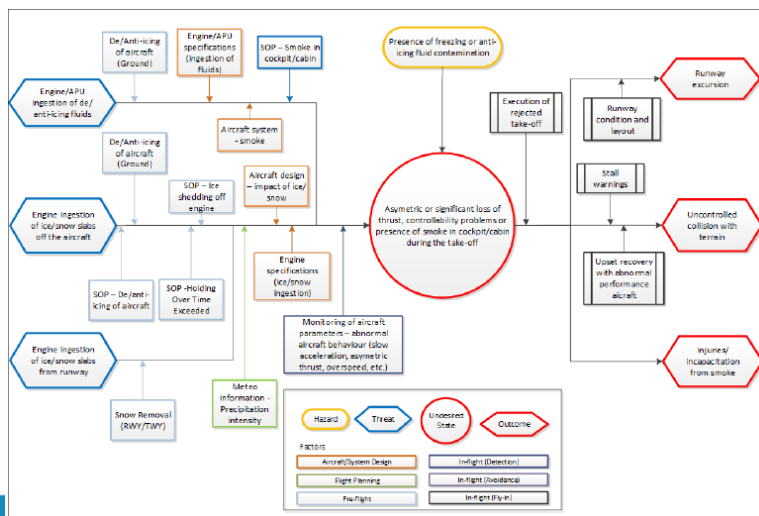 De/Anti-icing
of aircraft
(Ground)
Engine/APU
specifications
(Ingestion
of fluids)
SOP – Smoke in
cockpit/cabin
Presence of freezing or anti-
icing fluid contamination
Engine/APU
ingestion of de/
anti-icing fluids
Aircraft system
- smoke
Execution of
rejected take-off
Runway
excursion
Runway
condition and
layout
De/Anti-icing
of aircraft
(Ground)
SOP – Ice
shedding off
engine
Aircraft design
– impact of ice/
snow
Stall
warnings
Engine ingestion
of ice/snow slabs
off the aircraft
Asymetric or significant loss of
thrust, controllability problems or
presence of smoke in cockpit/cabin
during the take-off
Uncontrolled
collision with
terrain
SOP – De/anti-
icing of aircraft
SOP -Holding
Over Time
Exceeded
Engine
specifications
(ice/snow
ingestion)
Upset recovery with
abnormal
performance
aicraft
Engine ingestion
of ice/snow slabs
from runway
Monitoring of aircraft
parameters – abnormal
aircraft behaviour (slow
acceleration, asymetric
thrust, overspeed, etc.)
Injuries/
Incapacitation
from smoke
Snow Removal
(RWY/TWY)
Meteo
information -
Precipitation
intensity
Hazard
Threat
Undesired
State
Outcome
Factors
Aircraft/System Design
In-flight (Detection)
Flight Planning
In-flight (Avoidance)
Pre-flight
In-flight (Fly-in)